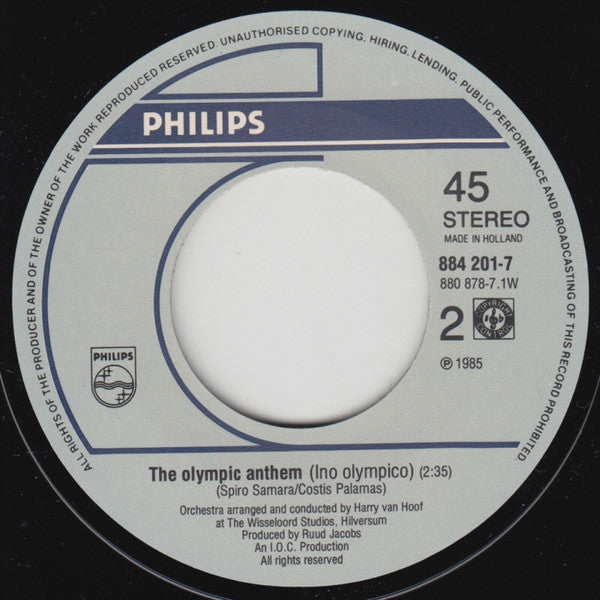 ALL RIGHTS OF THE PRODUCER AND OF THE OWNER OF THE WORK REPRODUCED RESERVED. UNAUTHORISED COPYING, HIRING, LENDING, PUBLIC PERFORMANCE AND BROADCASTING OF THIS RECORD PROHIBITED.
PHILIPS
45
STEREO
MADE IN HOLLAND
884 201-7
880 878-7.1W
2
COPYRIGHT
CONTROL
℗ 1985
PHILIPS
The olympic anthem (Ino olympico) (2:35)
(Spiro Samara/Costis Palamas)
Orchestra arranged and conducted by Harry van Hoof
at The Wisseloord Studios, Hilversum
Produced by Ruud Jacobs
An I.O.C. Production
All rights reserved